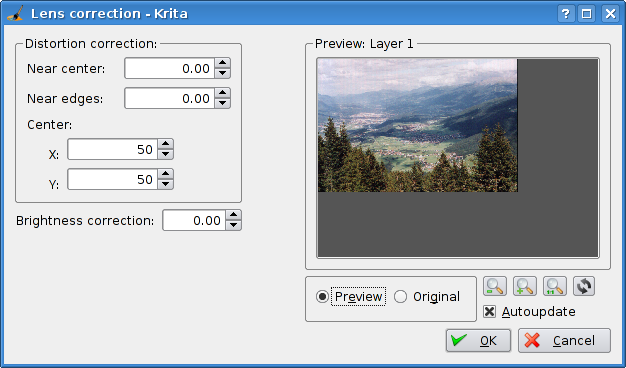 Lens correction - Krita
Distortion correction:
Near center: 0.00
Near edges: 0.00
Center:
X: 50
Y: 50
Brightness correction: 0.00
Preview: Layer 1
Preview Original
Autoupdate
OK Cancel